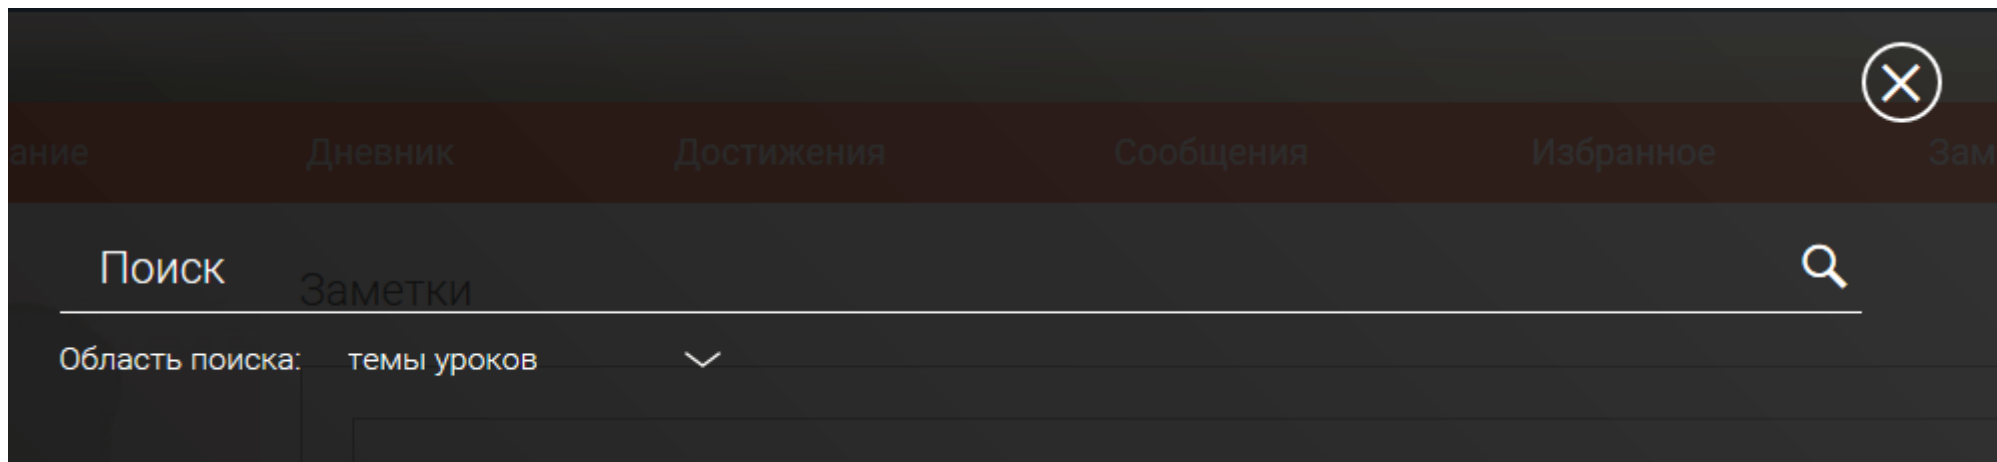 ание Дневник Достижения Сообщения Избранное Зам
Поиск
Заметки
Область поиска: темы уроков